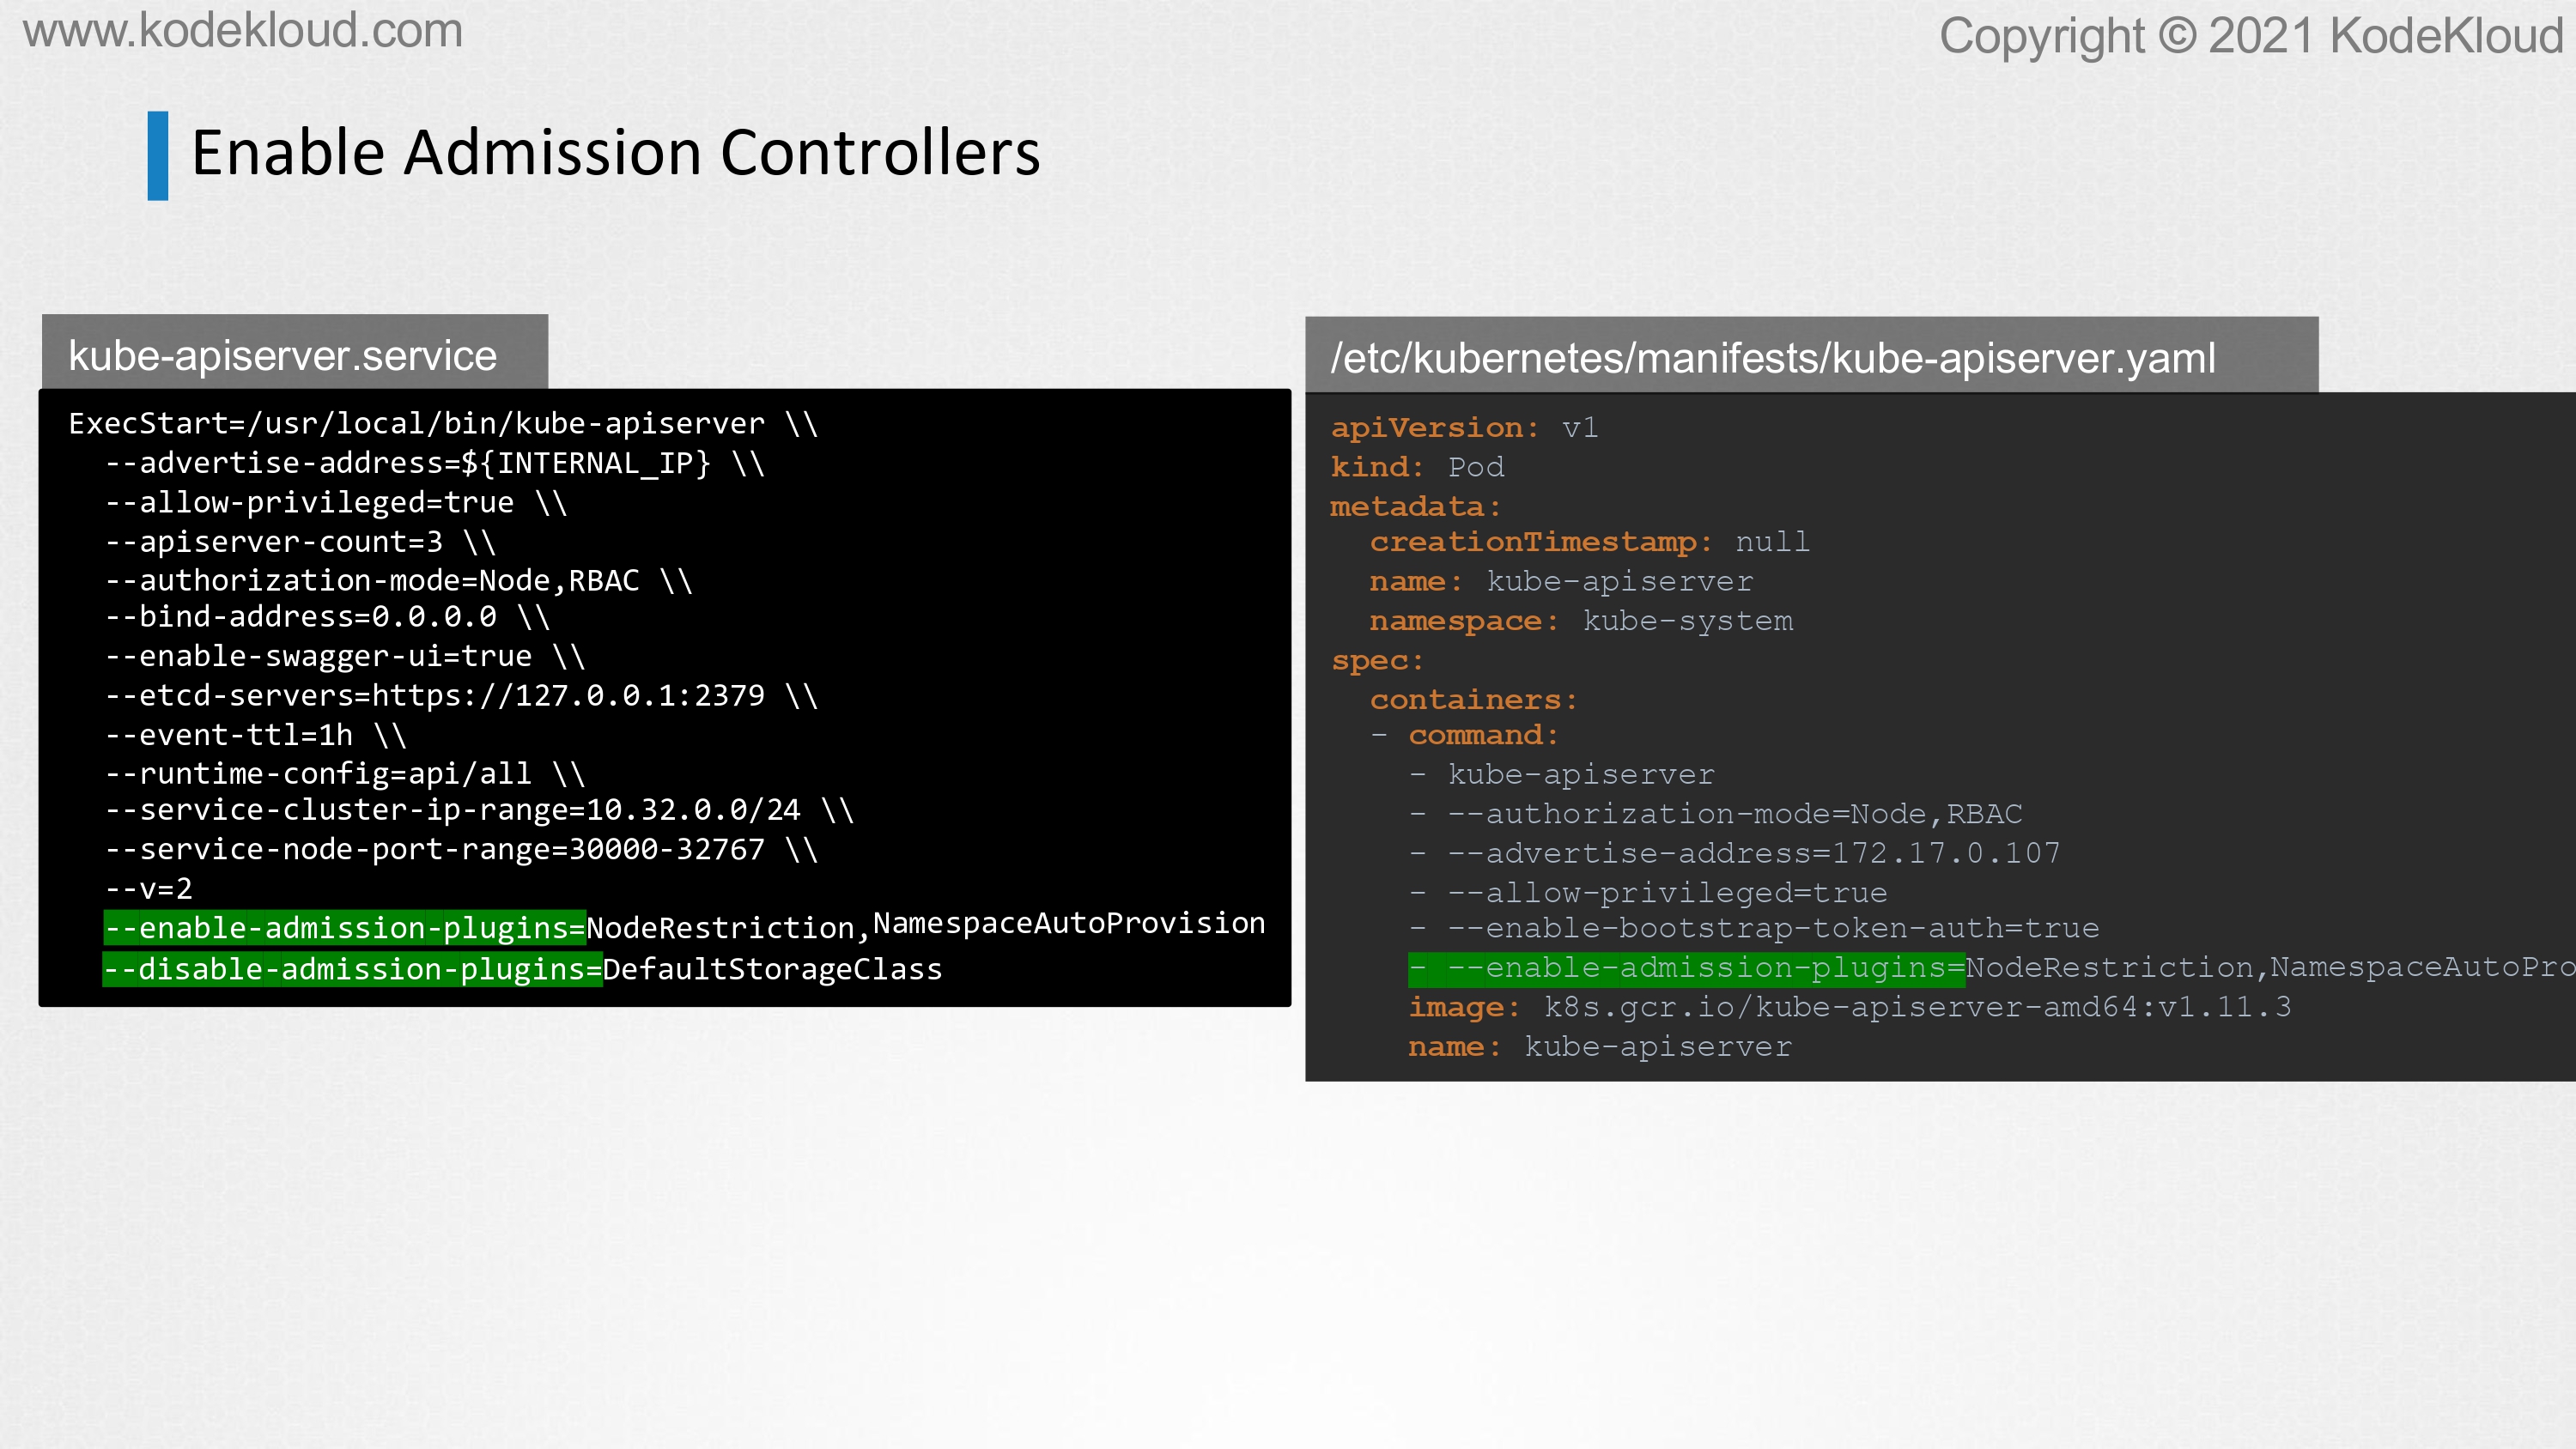 www.kodekloud.com
Copyright © 2021 KodeKloud
Enable Admission Controllers
kube-apiserver.service
ExecStart=/usr/local/bin/kube-apiserver \\
--advertise-address=${INTERNAL_IP} \\
--allow-privileged=true \\
--apiserver-count=3 \\
--authorization-mode=Node,RBAC \\
--bind-address=0.0.0.0 \\
--enable-swagger-ui=true \\
--etcd-servers=https://127.0.0.1:2379 \\
--event-ttl=1h \\
--runtime-config=api/all \\
--service-cluster-ip-range=10.32.0.0/24 \\
--service-node-port-range=30000-32767 \\
--v=2
--enable-admission-plugins=NodeRestriction,NamespaceAutoProvision
--disable-admission-plugins=DefaultStorageClass
/etc/kubernetes/manifests/kube-apiserver.yaml
apiVersion: v1
kind: Pod
metadata:
creationTimestamp: null
name: kube-apiserver
namespace: kube-system
spec:
containers:
- command:
- kube-apiserver
- --authorization-mode=Node,RBAC
- --advertise-address=172.17.0.107
- --allow-privileged=true
- --enable-bootstrap-token-auth=true
- --enable-admission-plugins=NodeRestriction,NamespaceAutoPro
image: k8s.gcr.io/kube-apiserver-amd64:v1.11.3
name: kube-apiserver